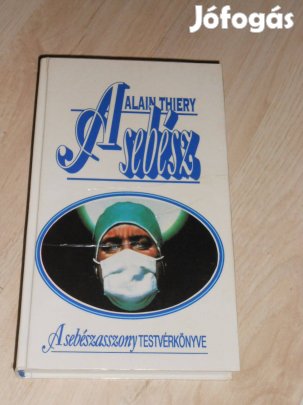 Jófogás
ALAIN THIERY
A sebész
A sebészasszony TESTVÉRKÖNYVE